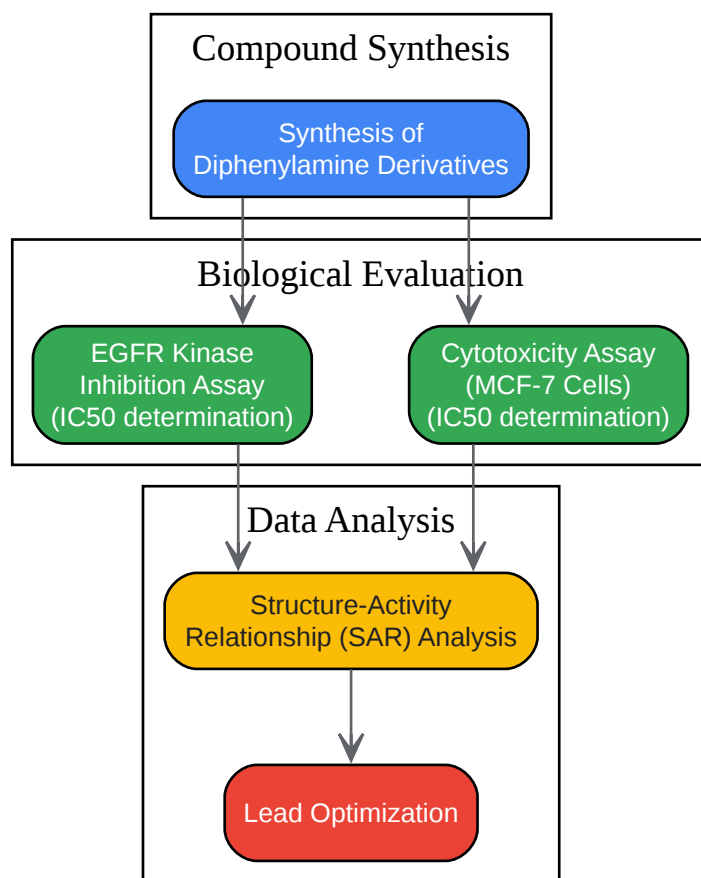 Compound Synthesis
Synthesis of
Diphenylamine Derivatives
Biological Evaluation
EGFR Kinase
Inhibition Assay
(IC50 determination)
Cytotoxicity Assay
(MCF-7 Cells)
(IC50 determination)
Data Analysis
Structure-Activity
Relationship (SAR) Analysis
Lead Optimization